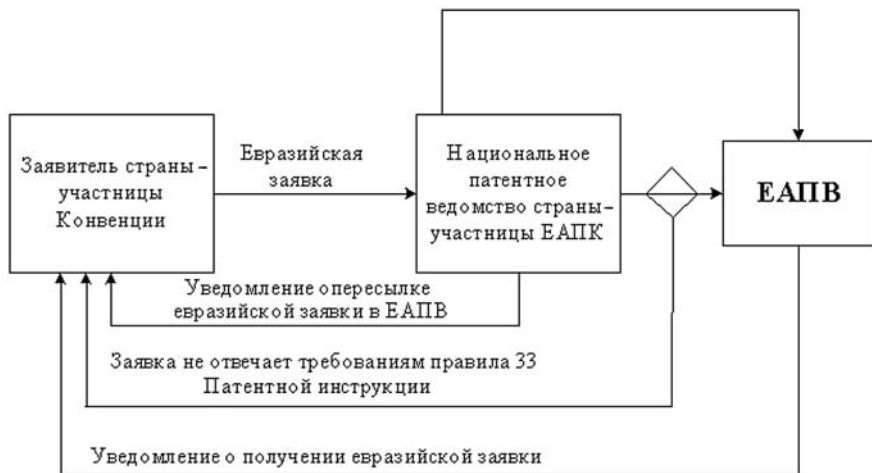 Заявитель страны –
участницы
Конвенции
Евразийская
заявка
Национальное
патентное
ведомство страны–
участницы ЕАПК
ЕАПВ
Уведомление опересылке
евразийской заявки в ЕАПВ
Заявка не отвечает требованиям правила 33
Патентной инструкции
Уведомление о получении евразийской заявки